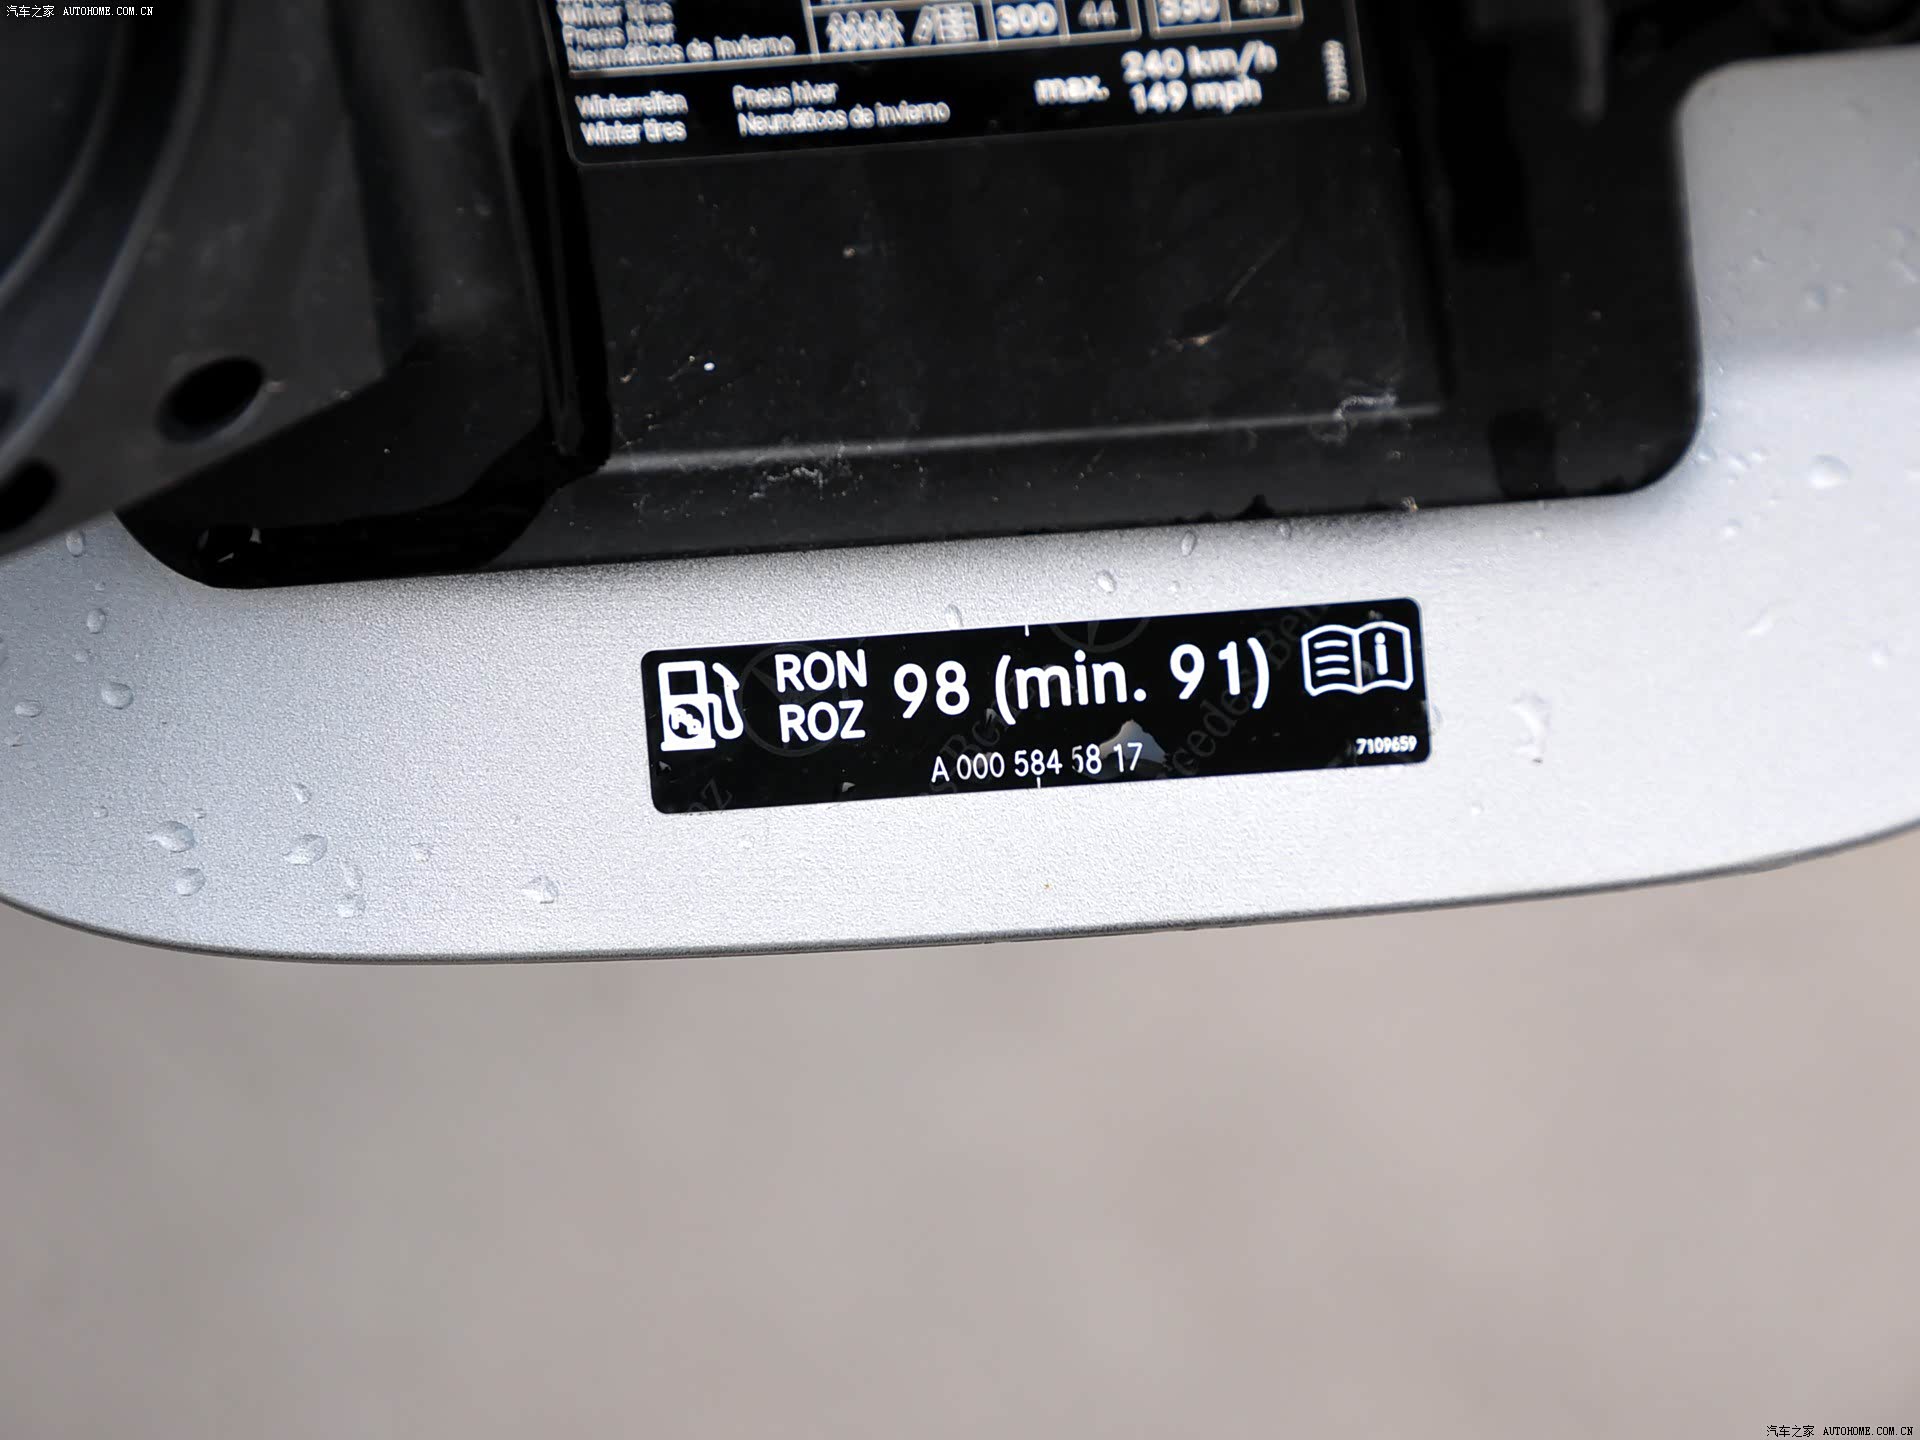 汽车之家 AUTOHOME.COM.CN
Winter tires
Pneus hiver
Neumáticos de invierno
300
Winterreifen
Winter tires
Pneus hiver
Neumáticos de invierno
max.
240 km/h
149 mph
RON
ROZ
98 (min. 91)
A 000 584 58 17
7109659
汽车之家 AUTOHOME.COM.CN